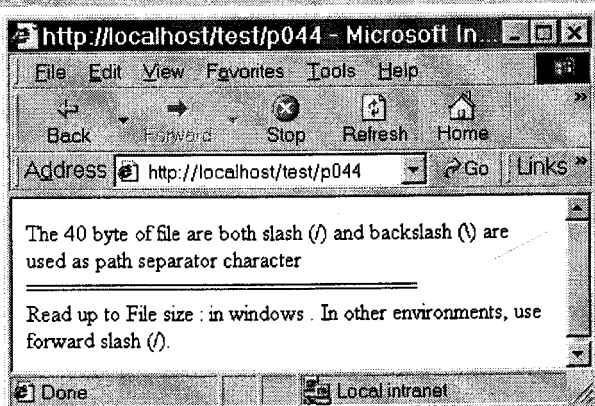 http://localhost/test/p044 - Microsoft In...
File Edit View Favorites Tools Help
Back Forward Stop Refresh Home »
Address http://localhost/test/p044 Go Links »
The 40 byte of file are both slash (/) and backslash (\) are
used as path separator character
Read up to File size : in windows . In other environments, use
forward slash (/).
Done Local intranet